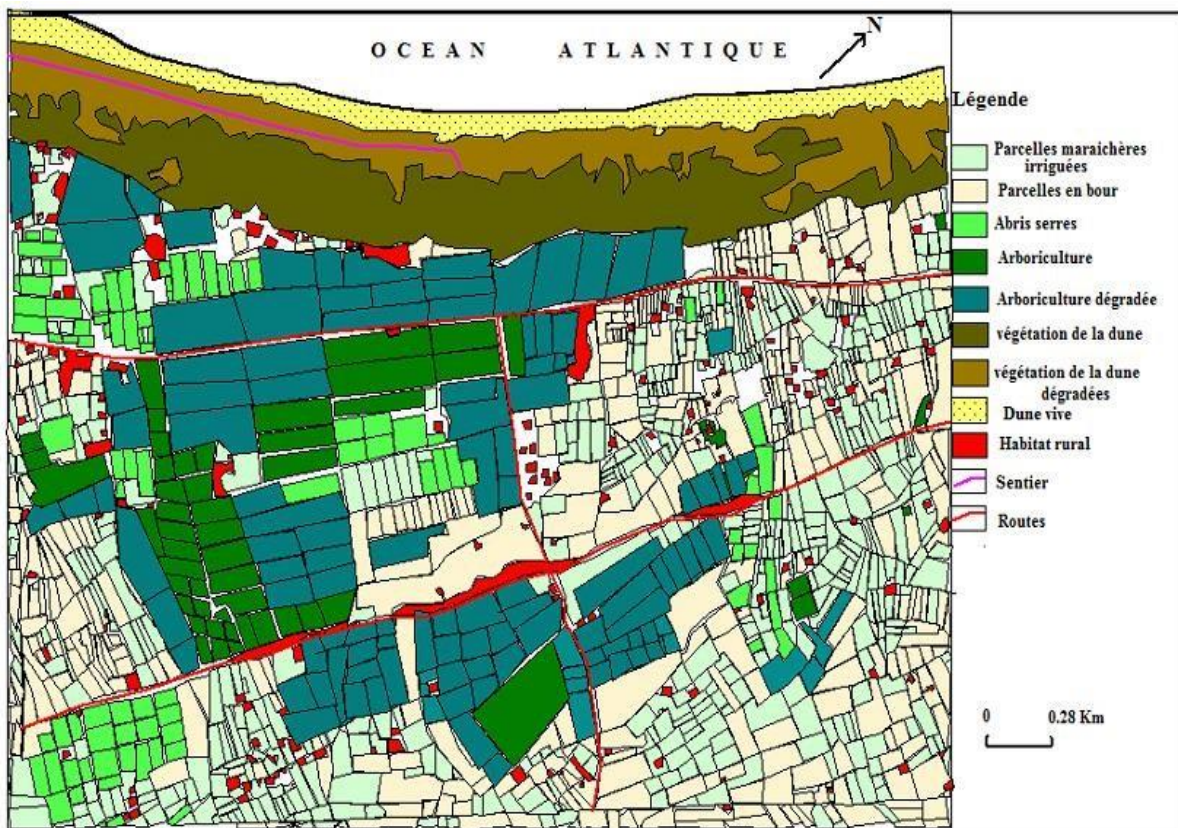 OCEAN ATLANTIQUE
N
Légende
Parcelles maraichères
irriguées
Parcelles en bour
Abris serres
Arboriculture
Arboriculture dégradée
végétation de la dune
végétation de la dune
dégradées
Dune vive
Habitat rural
Sentier
Routes
0 0.28 Km